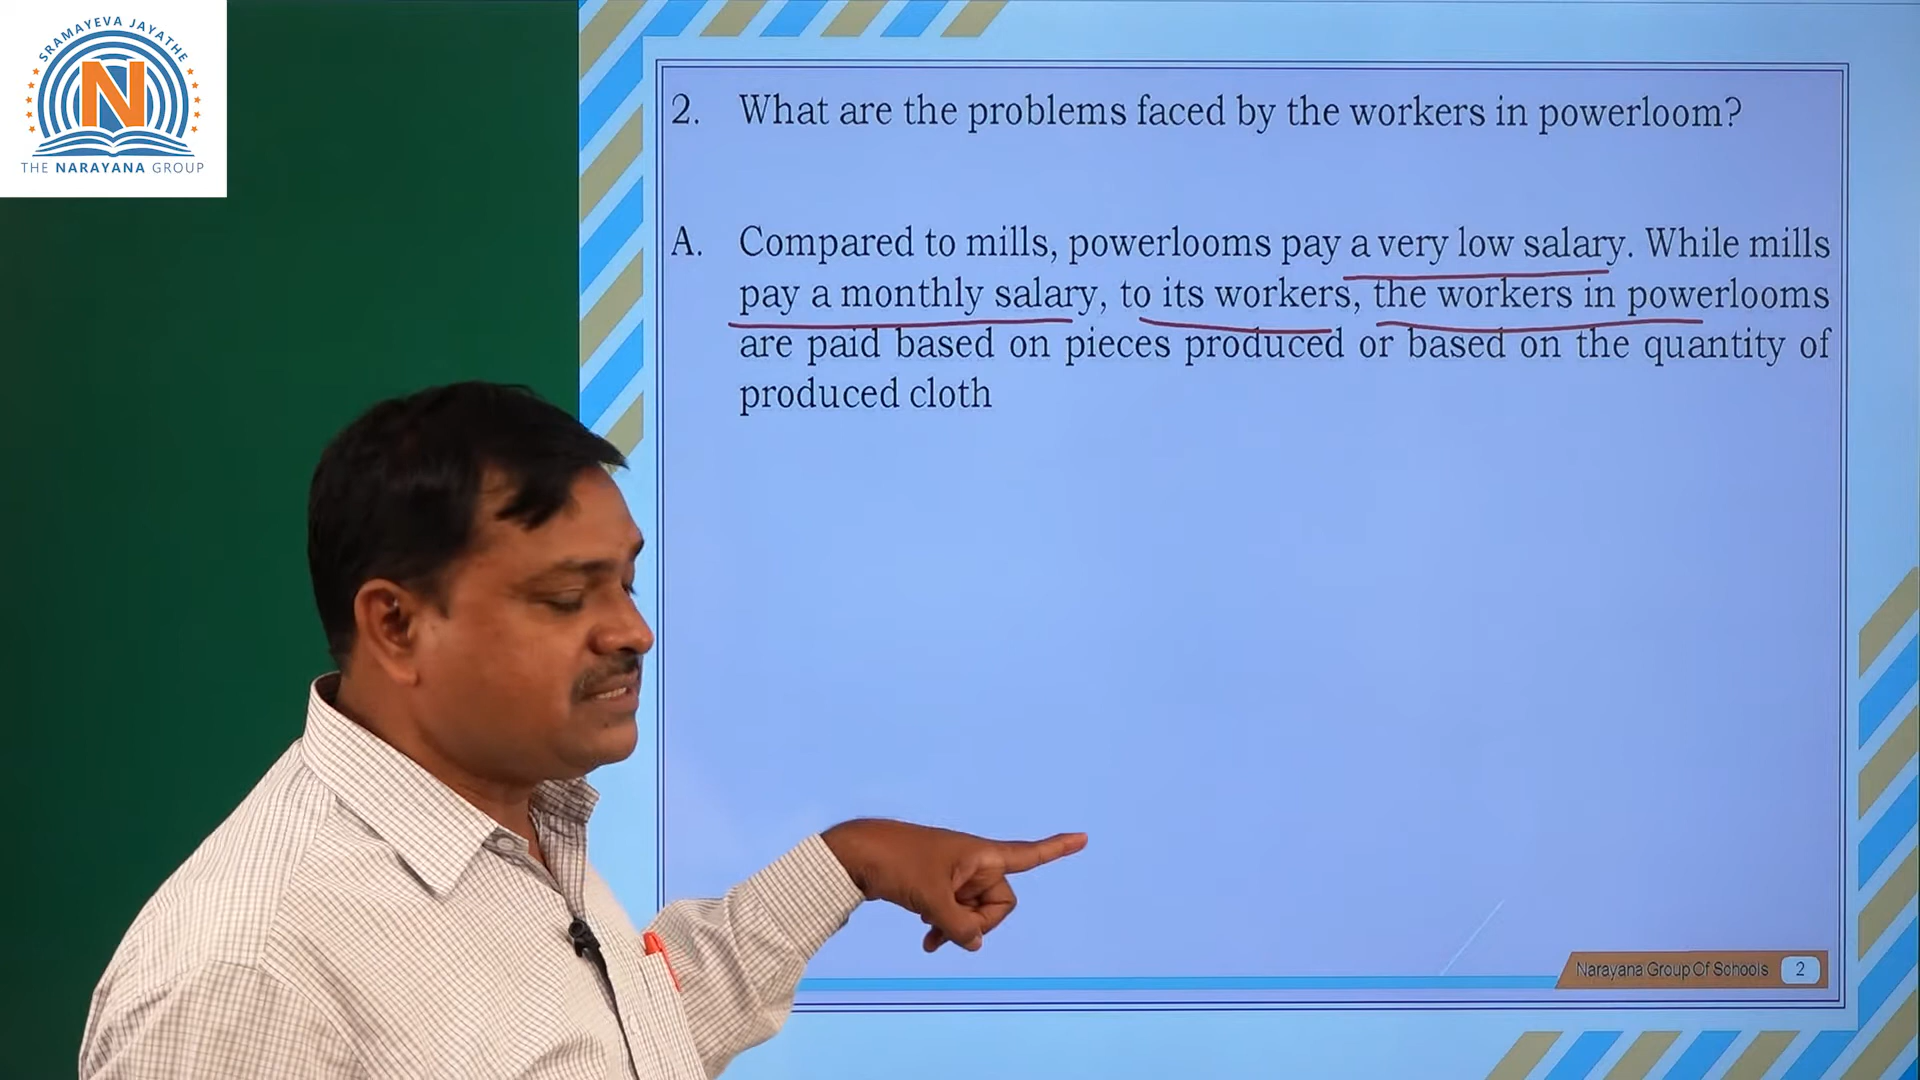 SRAMAYEVA JAYATHE
N
THE NARAYANA GROUP
2. What are the problems faced by the workers in powerloom?
A. Compared to mills, powerlooms pay a very low salary. While mills
pay a monthly salary, to its workers, the workers in powerlooms
are paid based on pieces produced or based on the quantity of
produced cloth
Narayana Group Of Schools 2